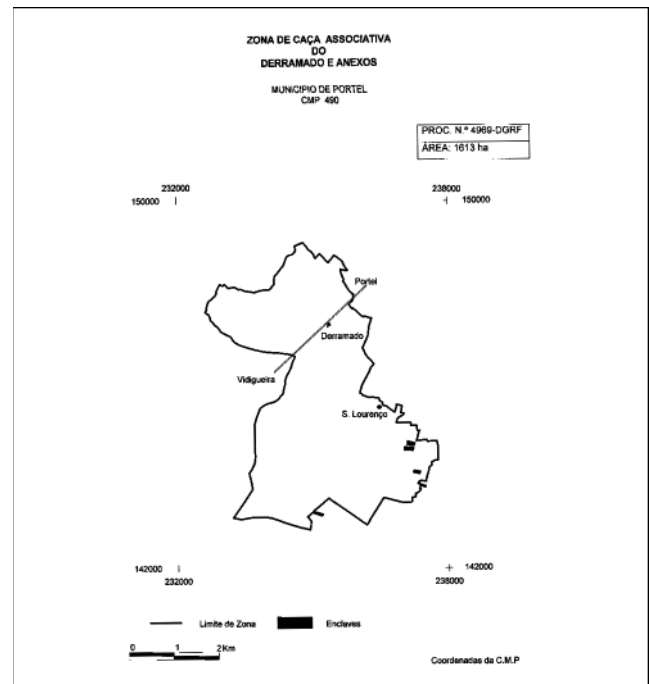 ZONA DE CAÇA ASSOCIATIVA
DO
DERRAMADO E ANEXOS
MUNICIPIO DE PORTEL
CMP 490
PROC. N.º 4969-DGRF
ÁREA: 1613 ha
232000
238000
150000
150000
Portel
Derramado
Vidigueira
S. Lourenço
142000
142000
232000
238000
Limite de Zona
Enclaves
0 1 2 Km
Coordenadas da C.M.P